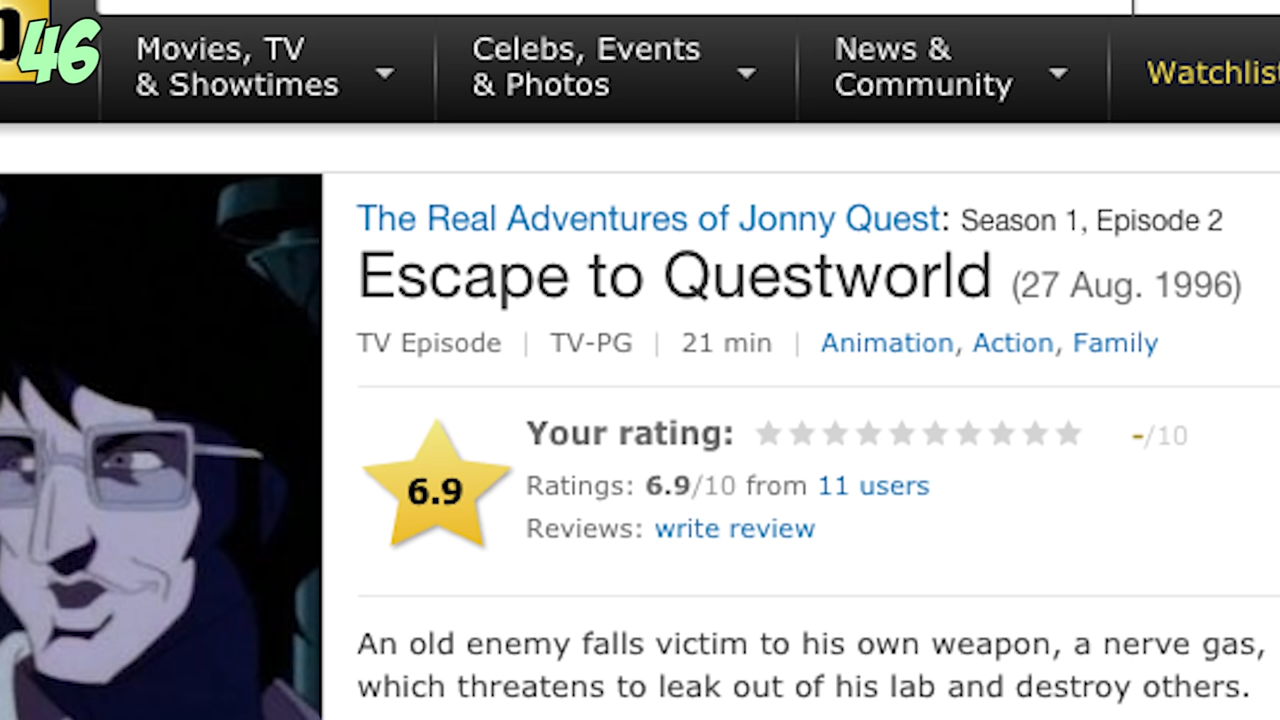 46
Movies, TV
& Showtimes
Celebs, Events
& Photos
News &
Community
Watchlist
The Real Adventures of Jonny Quest: Season 1, Episode 2
Escape to Questworld (27 Aug. 1996)
TV Episode | TV-PG | 21 min | Animation, Action, Family
6.9
Your rating: -/10
Ratings: 6.9/10 from 11 users
Reviews: write review
An old enemy falls victim to his own weapon, a nerve gas,
which threatens to leak out of his lab and destroy others.